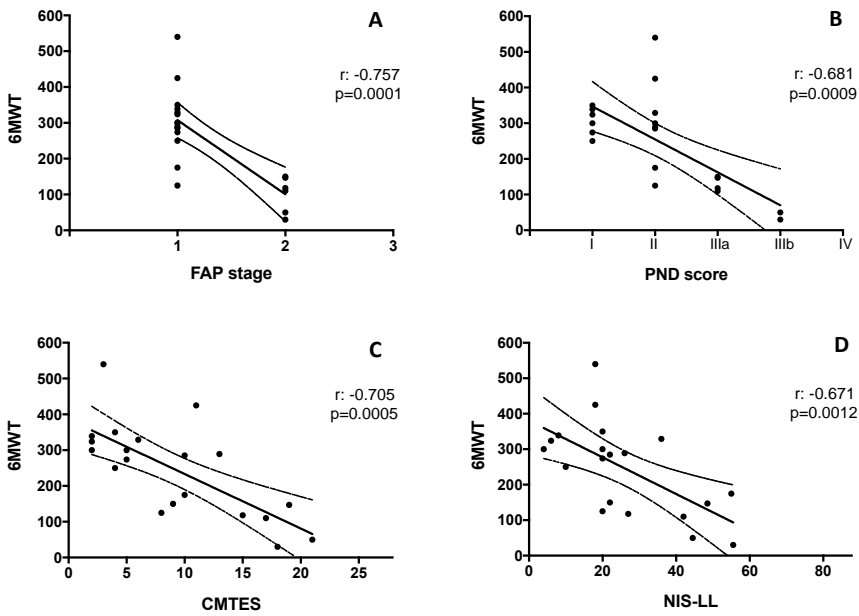 A
600
500
400
300
200
100
0
6MWT
r: -0.757
p=0.0001
0
1
2
3
FAP stage
B
600
500
400
300
200
100
0
6MWT
r: -0.681
p=0.0009
I
II
IIIa
IIIb
IV
PND score
C
600
500
400
300
200
100
0
6MWT
r: -0.705
p=0.0005
0
5
10
15
20
25
CMTES
D
600
500
400
300
200
100
0
6MWT
r: -0.671
p=0.0012
0
20
40
60
80
NIS-LL